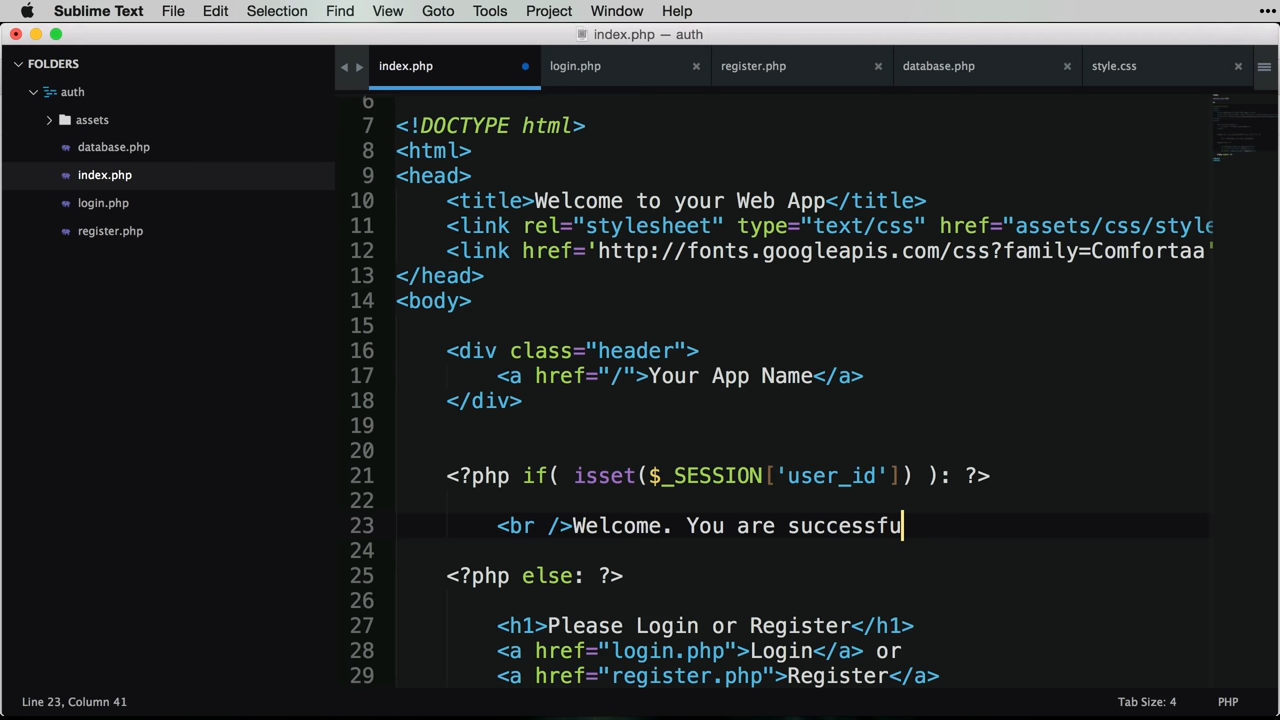 Sublime Text File Edit Selection Find View Goto Tools Project Window Help
index.php — auth
FOLDERS
auth
assets
database.php
index.php
login.php
register.php
index.php login.php register.php database.php style.css
6
7 <!DOCTYPE html>
8 <html>
9 <head>
10 <title>Welcome to your Web App</title>
11 <link rel="stylesheet" type="text/css" href="assets/css/style
12 <link href='http://fonts.googleapis.com/css?family=Comfortaa'
13 </head>
14 <body>
15
16 <div class="header">
17 <a href="/">Your App Name</a>
18 </div>
19
20
21 <?php if( isset($_SESSION['user_id']) ): ?>
22
23 <br />Welcome. You are successfu
24
25 <?php else: ?>
26
27 <h1>Please Login or Register</h1>
28 <a href="login.php">Login</a> or
29 <a href="register.php">Register</a>
Line 23, Column 41 Tab Size: 4 PHP